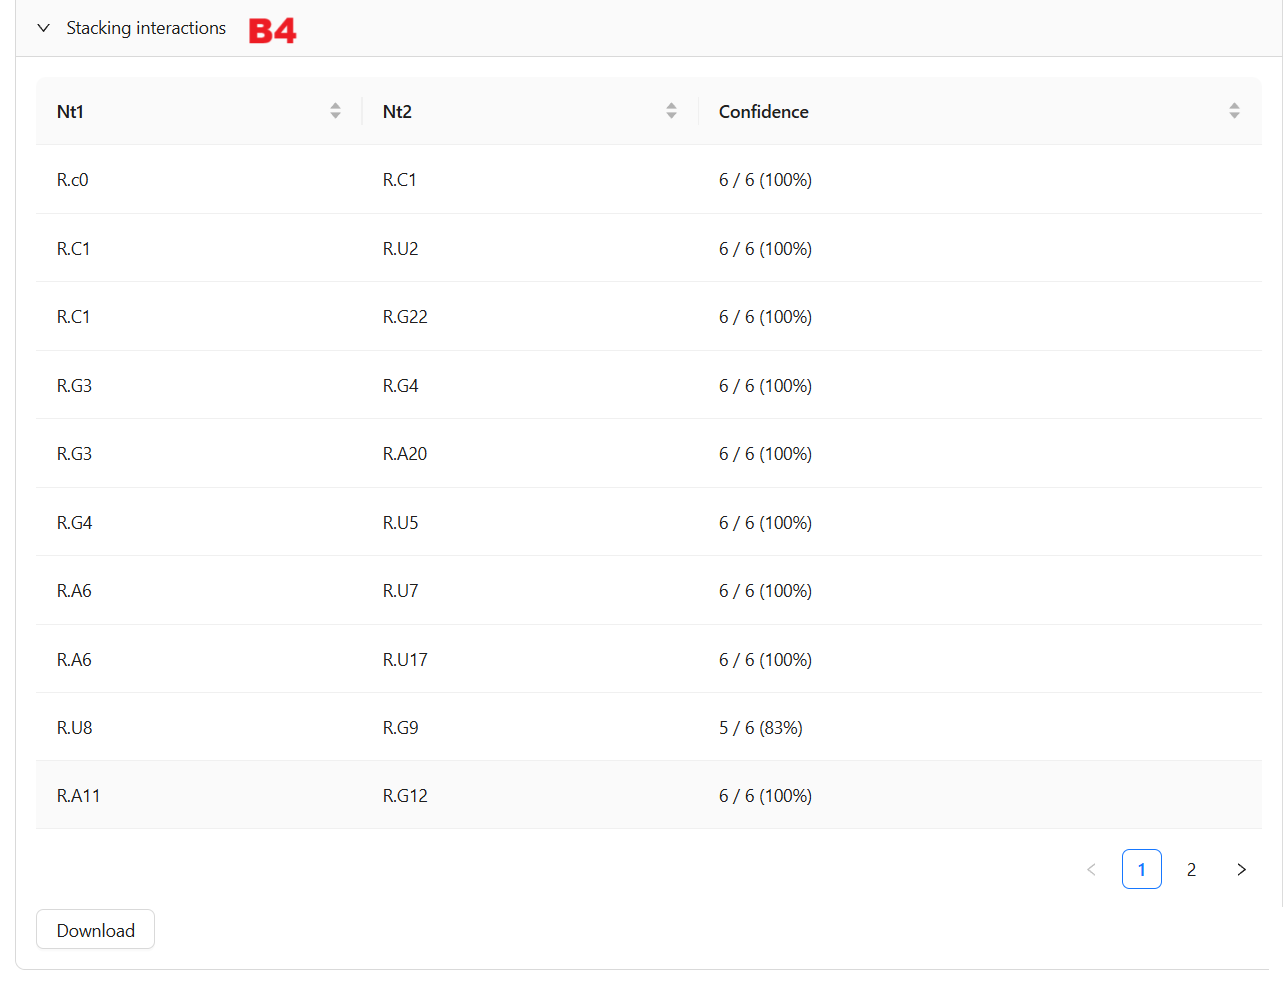 Stacking interactions B4
Nt1 Nt2 Confidence
R.c0 R.C1 6 / 6 (100%)
R.C1 R.U2 6 / 6 (100%)
R.C1 R.G22 6 / 6 (100%)
R.G3 R.G4 6 / 6 (100%)
R.G3 R.A20 6 / 6 (100%)
R.G4 R.U5 6 / 6 (100%)
R.A6 R.U7 6 / 6 (100%)
R.A6 R.U17 6 / 6 (100%)
R.U8 R.G9 5 / 6 (83%)
R.A11 R.G12 6 / 6 (100%)
< 1 2 >
Download